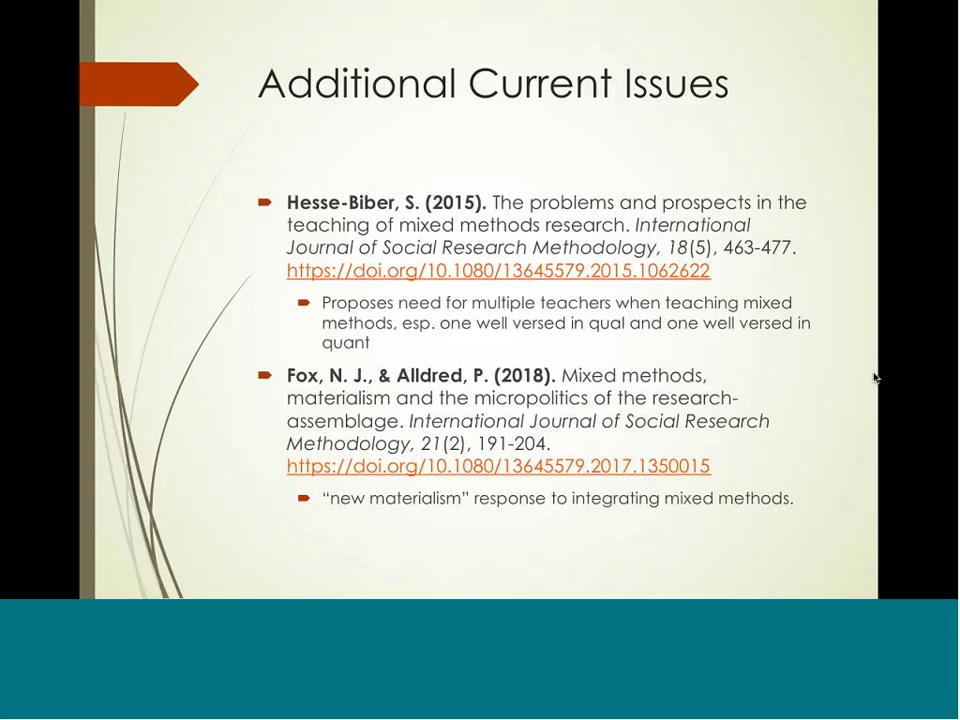 Additional Current Issues
Hesse-Biber, S. (2015). The problems and prospects in the
teaching of mixed methods research. International
Journal of Social Research Methodology, 18(5), 463-477.
https://doi.org/10.1080/13645579.2015.1062622
Proposes need for multiple teachers when teaching mixed
methods, esp. one well versed in qual and one well versed in
quant
Fox, N. J., & Alldred, P. (2018). Mixed methods,
materialism and the micropolitics of the research-
assemblage. International Journal of Social Research
Methodology, 21(2), 191-204.
https://doi.org/10.1080/13645579.2017.1350015
“new materialism” response to integrating mixed methods.